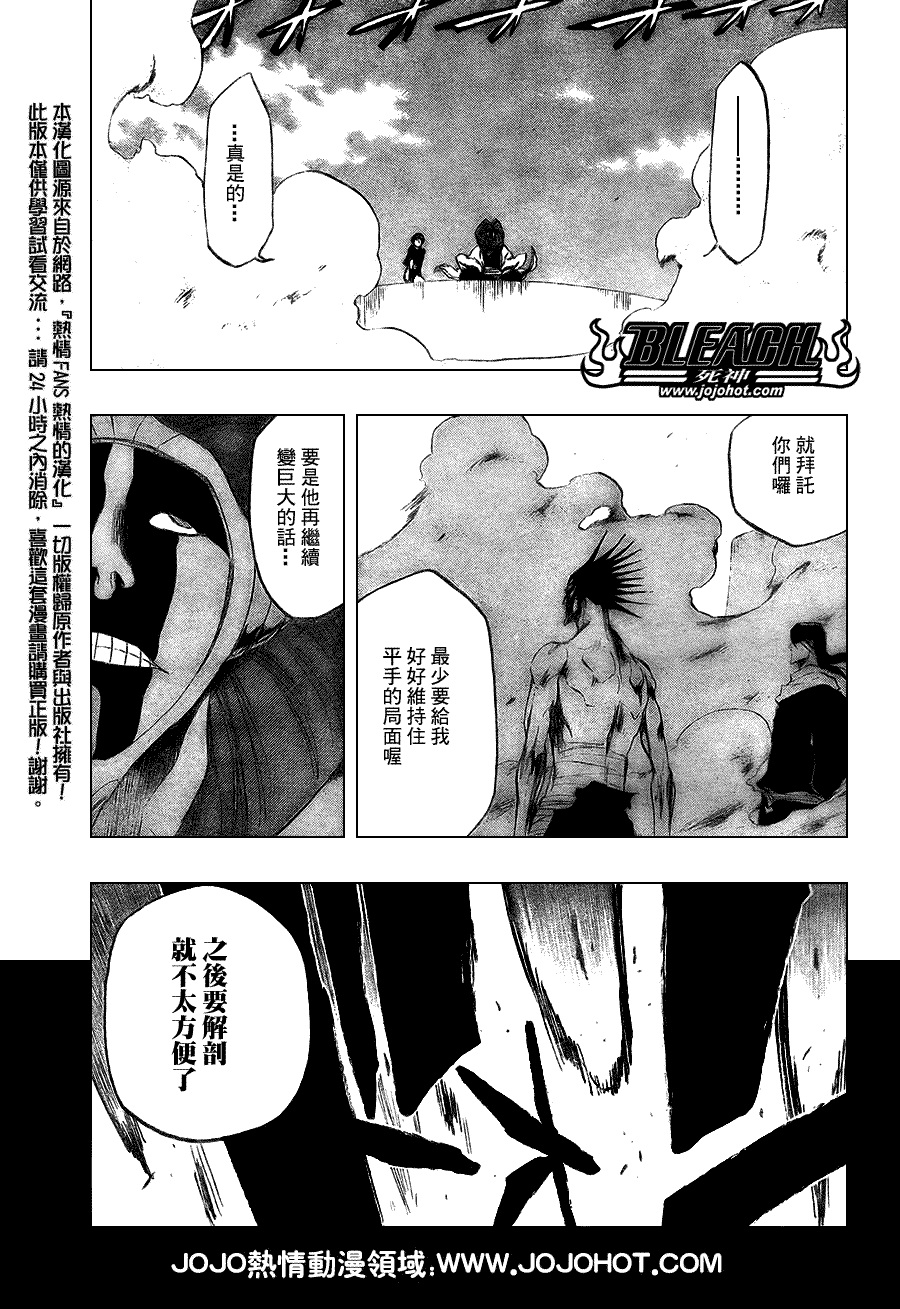 …………
…真是的…
BLEACH
死神
www.jojohot.com
就拜託
你們囉
最少要給我
好好維持住
平手的局面喔
要是他再繼續
變巨大的話…
之後要解剖
就不太方便了
本漢化圖源來自於網路，『熱情FANS熱情的漢化』一切版權歸原作者與出版社擁有！
此版本僅供學習試看交流…請24小時之內消除，喜歡這套漫畫請購買正版！謝謝。
JOJO熱情動漫領域:WWW.JOJOHOT.COM